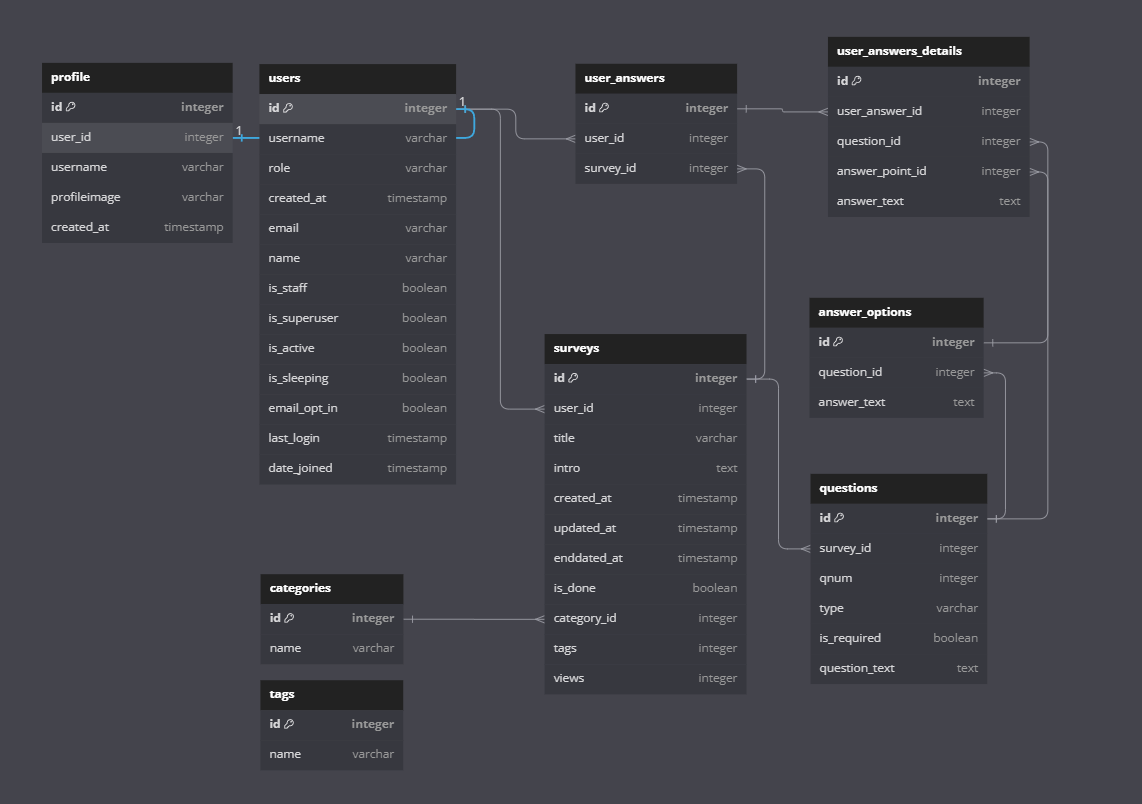 profile
id integer
user_id integer
username varchar
profileimage varchar
created_at timestamp
1
users
id integer
username varchar
role varchar
created_at timestamp
email varchar
name varchar
is_staff boolean
is_superuser boolean
is_active boolean
is_sleeping boolean
email_opt_in boolean
last_login timestamp
date_joined timestamp
1
user_answers
id integer
user_id integer
survey_id integer
user_answers_details
id integer
user_answer_id integer
question_id integer
answer_point_id integer
answer_text text
surveys
id integer
user_id integer
title varchar
intro text
created_at timestamp
updated_at timestamp
enddated_at timestamp
is_done boolean
category_id integer
tags integer
views integer
answer_options
id integer
question_id integer
answer_text text
questions
id integer
survey_id integer
qnum integer
type varchar
is_required boolean
question_text text
categories
id integer
name varchar
tags
id integer
name varchar